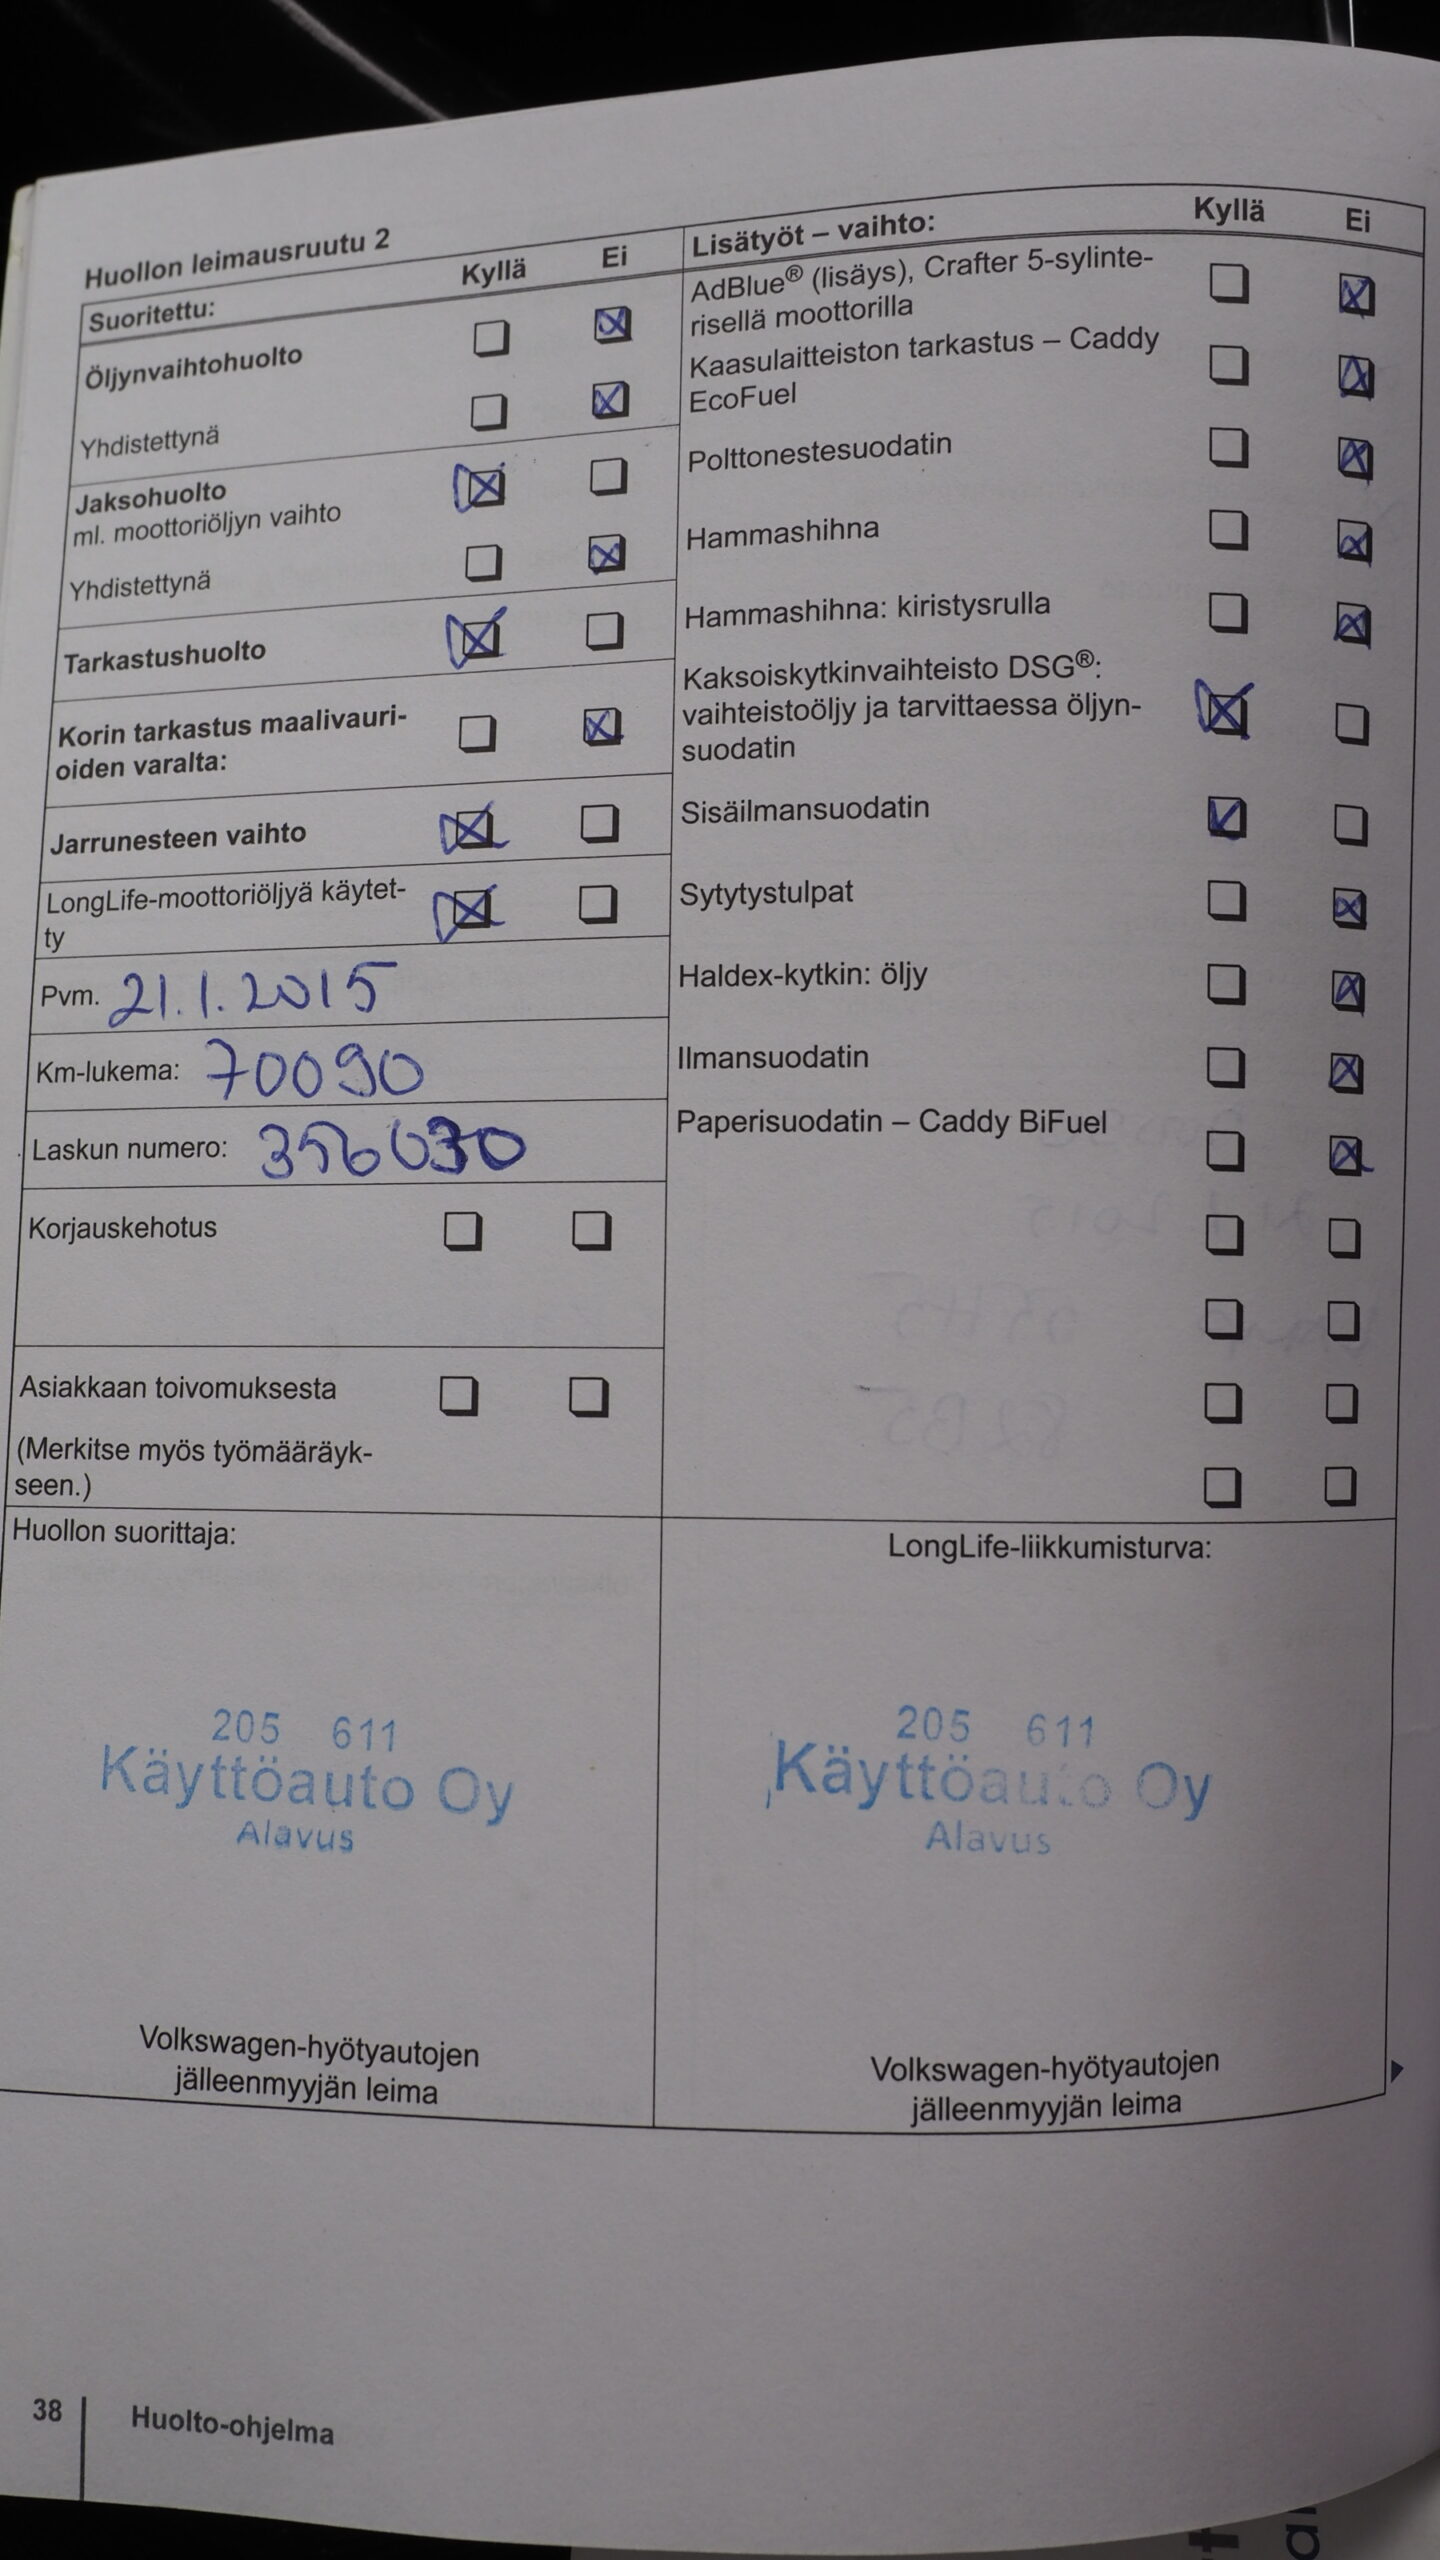 Huollon leimausruutu 2
Suoritettu: Kyllä Ei
Öljynvaihtohuolto
Yhdistettynä
Jaksohuolto
ml. moottoriöljyn vaihto
Yhdistettynä
Tarkastushuolto
Korin tarkastus maalivauri-
oiden varalta:
Jarrunesteen vaihto
LongLife-moottoriöljyä käytet-
ty
Pvm. 21.1.2015
Km-lukema: 70090
Laskun numero: 356030
Korjauskehotus
Asiakkaan toivomuksesta
(Merkitse myös työmääräyk-
seen.)
Lisätyöt – vaihto: Kyllä Ei
AdBlue® (lisäys), Crafter 5-sylinte-
risellä moottorilla
Kaasulaitteiston tarkastus – Caddy
EcoFuel
Polttonestesuodatin
Hammashihna
Hammashihna: kiristysrulla
Kaksoiskytkinvaihteisto DSG®:
vaihteistoöljy ja tarvittaessa öljyn-
suodatin
Sisäilmansuodatin
Sytytystulpat
Haldex-kytkin: öljy
Ilmansuodatin
Paperisuodatin – Caddy BiFuel
Huollon suorittaja:
205 611
Käyttöauto Oy
Alavus
Volkswagen-hyötyautojen
jälleenmyyjän leima
LongLife-liikkumisturva:
205 611
Käyttöauto Oy
Alavus
Volkswagen-hyötyautojen
jälleenmyyjän leima
38 Huolto-ohjelma